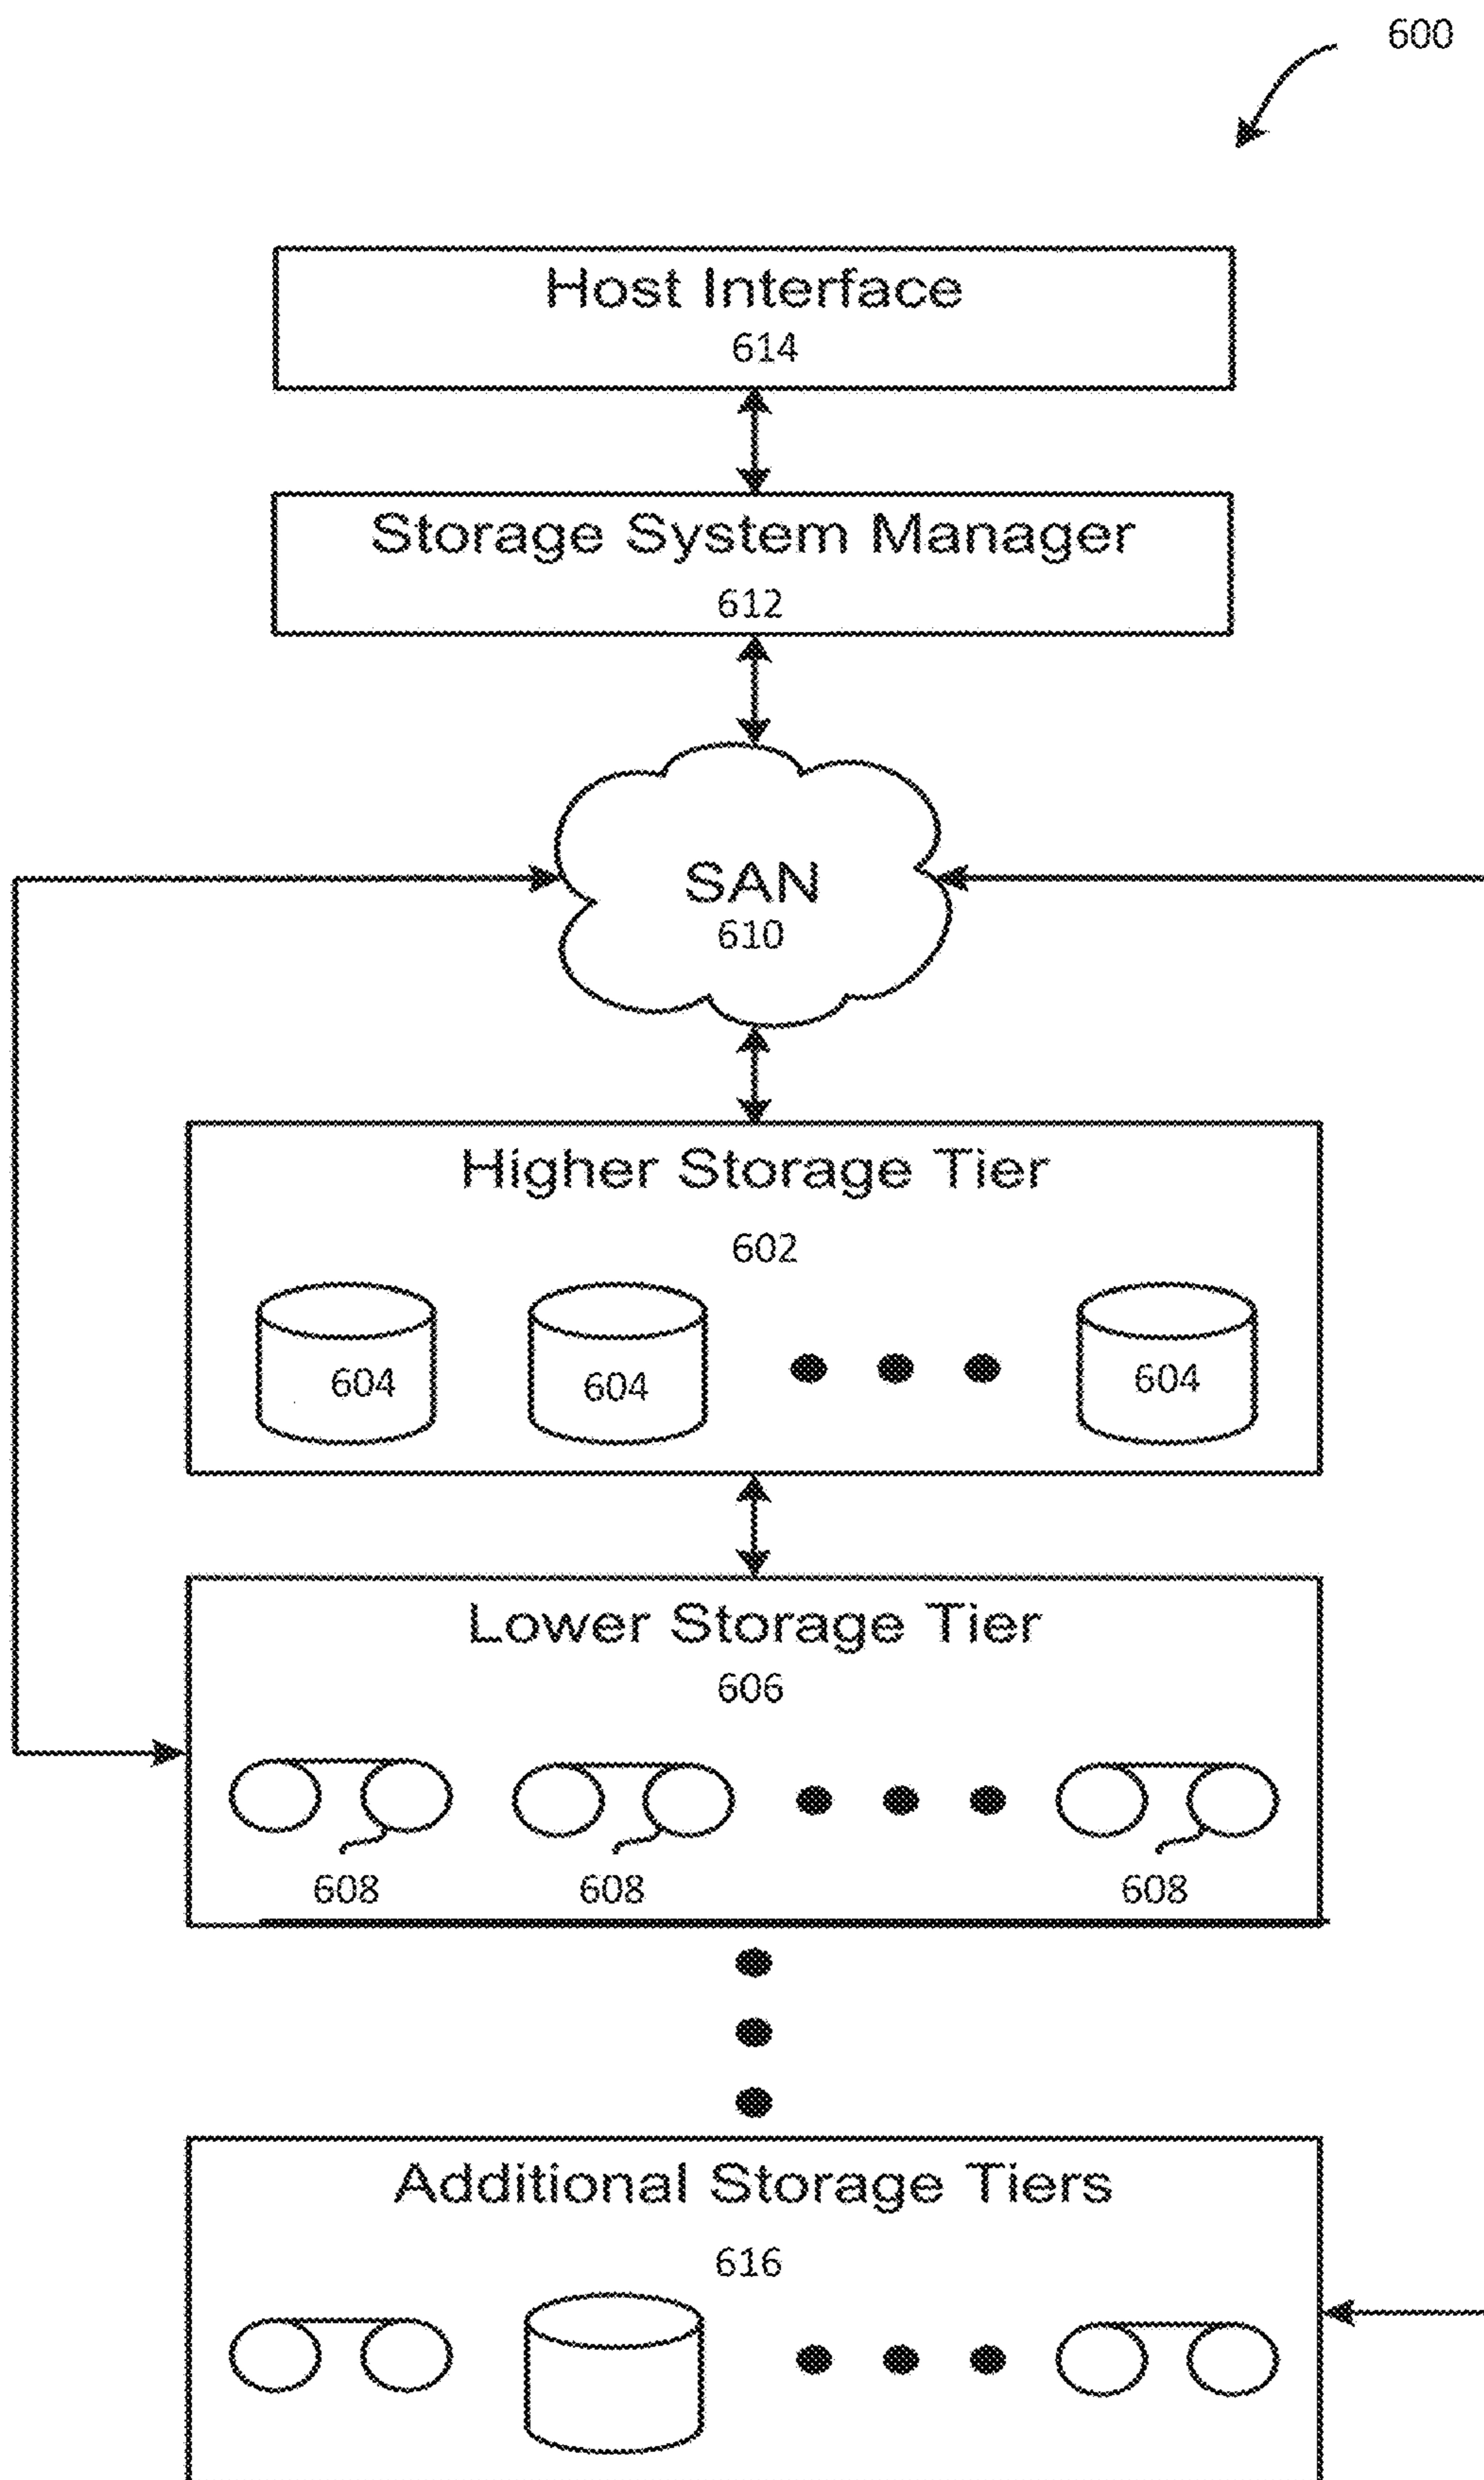 600
Host Interface
614
Storage System Manager
612
SAN
610
Higher Storage Tier
602
604 604 604
Lower Storage Tier
606
608 608 608
Additional Storage Tiers
616